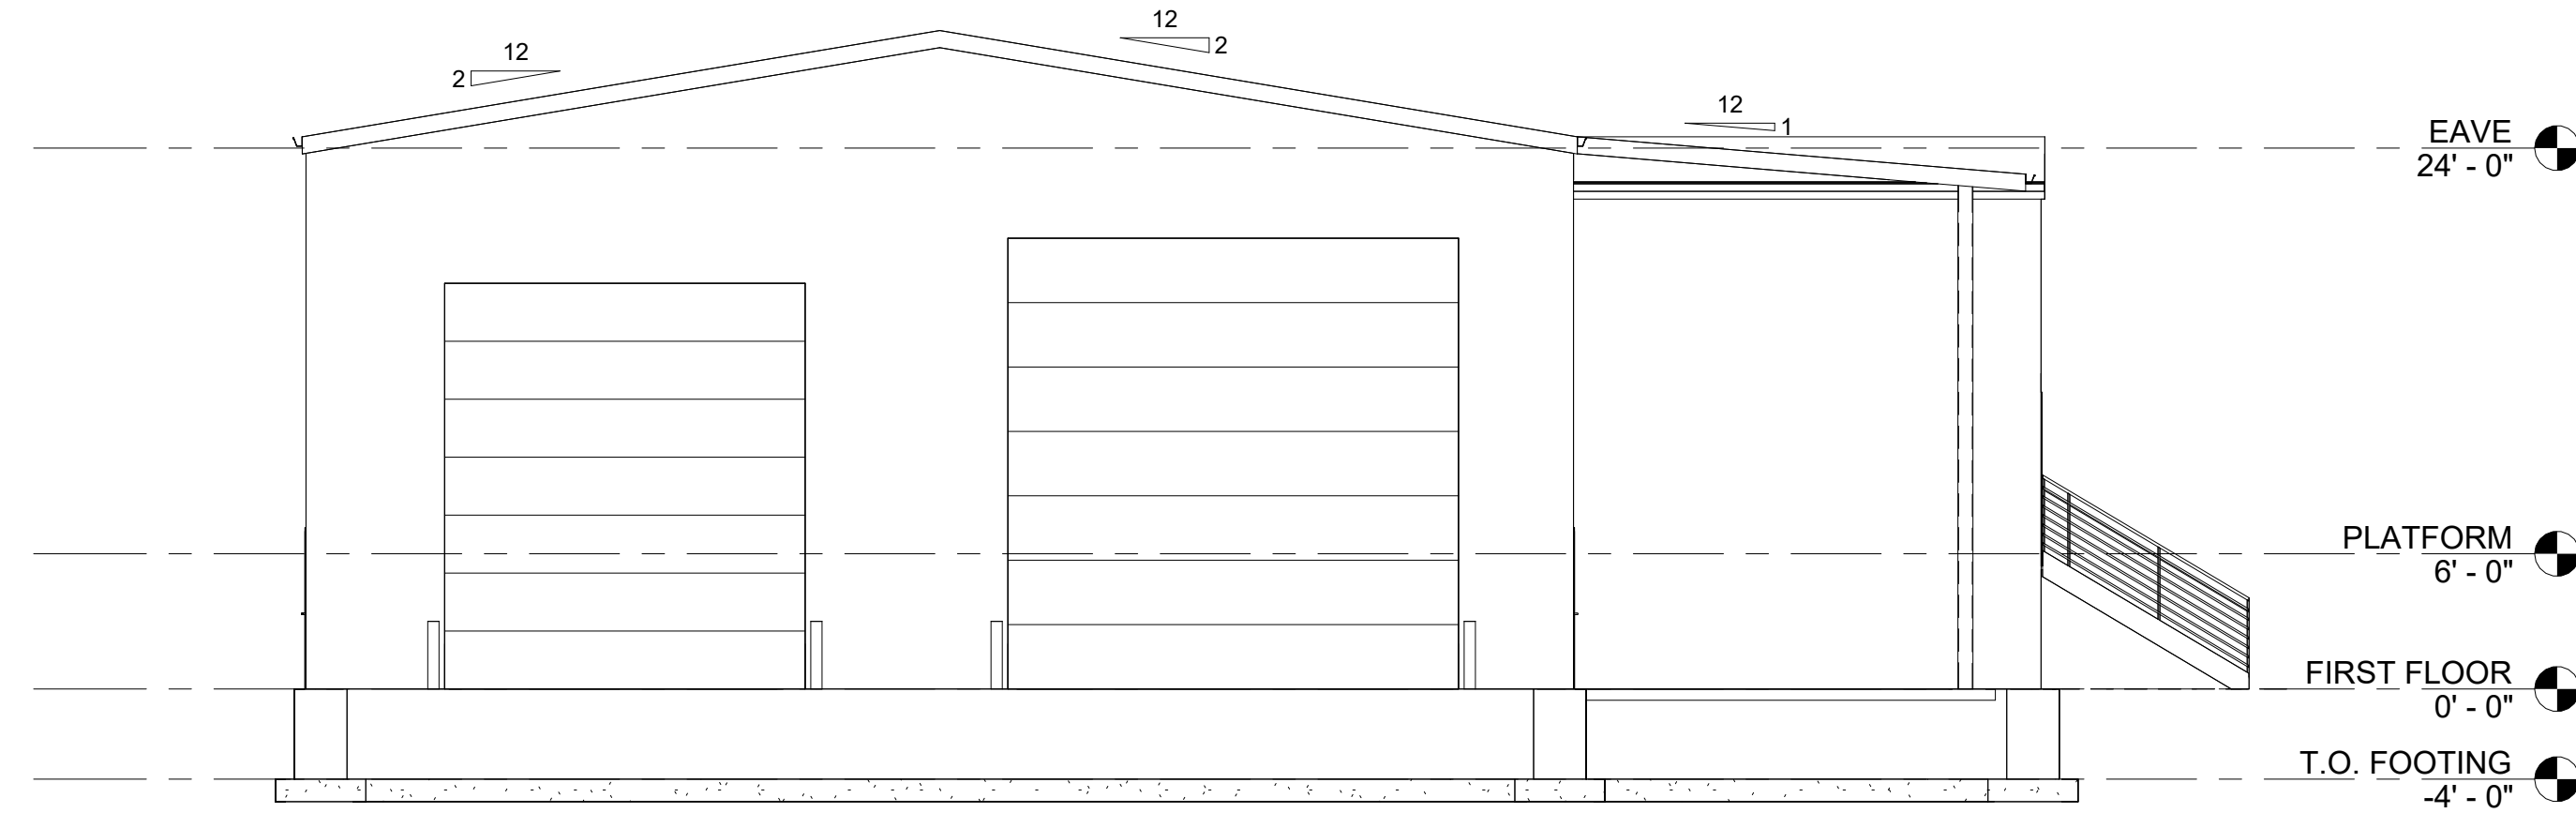 12
2
12
2
12
1
EAVE
24' - 0"
PLATFORM
6' - 0"
FIRST FLOOR
0' - 0"
T.O. FOOTING
-4' - 0"